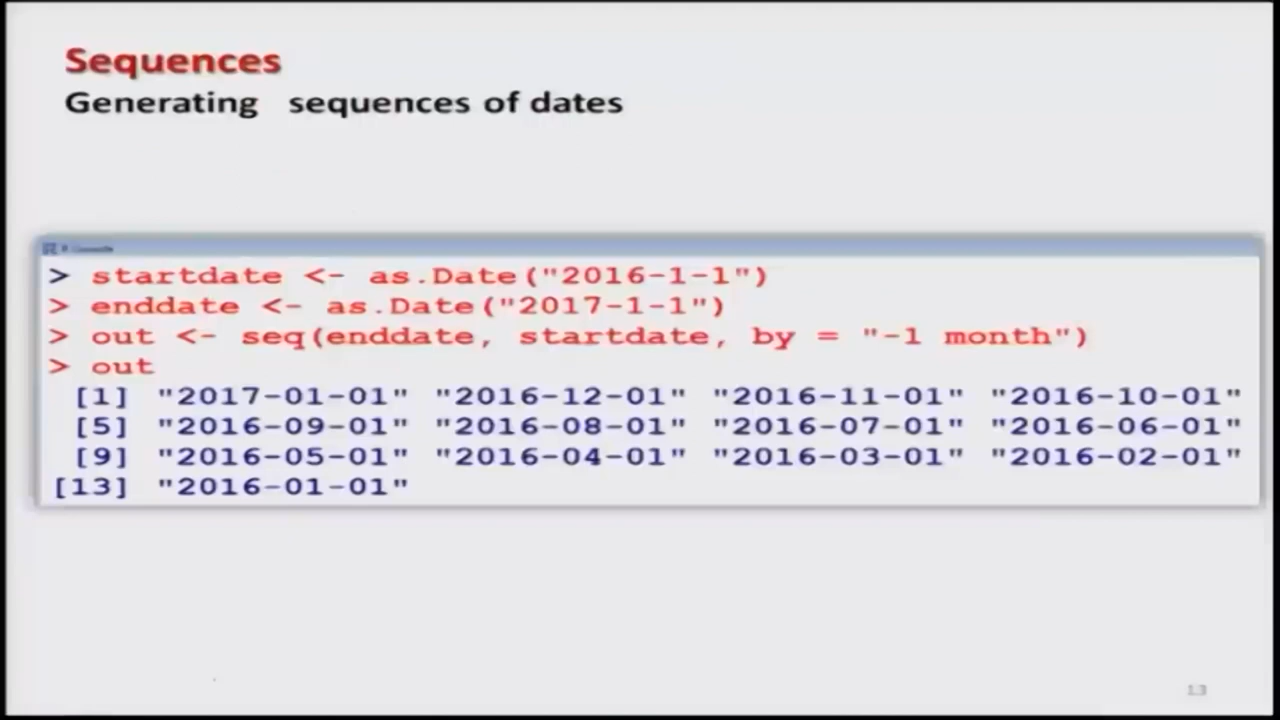 Sequences
Generating sequences of dates
R Console
> startdate <- as.Date("2016-1-1")
> enddate <- as.Date("2017-1-1")
> out <- seq(enddate, startdate, by = "-1 month")
> out
[1] "2017-01-01" "2016-12-01" "2016-11-01" "2016-10-01"
[5] "2016-09-01" "2016-08-01" "2016-07-01" "2016-06-01"
[9] "2016-05-01" "2016-04-01" "2016-03-01" "2016-02-01"
[13] "2016-01-01"
13